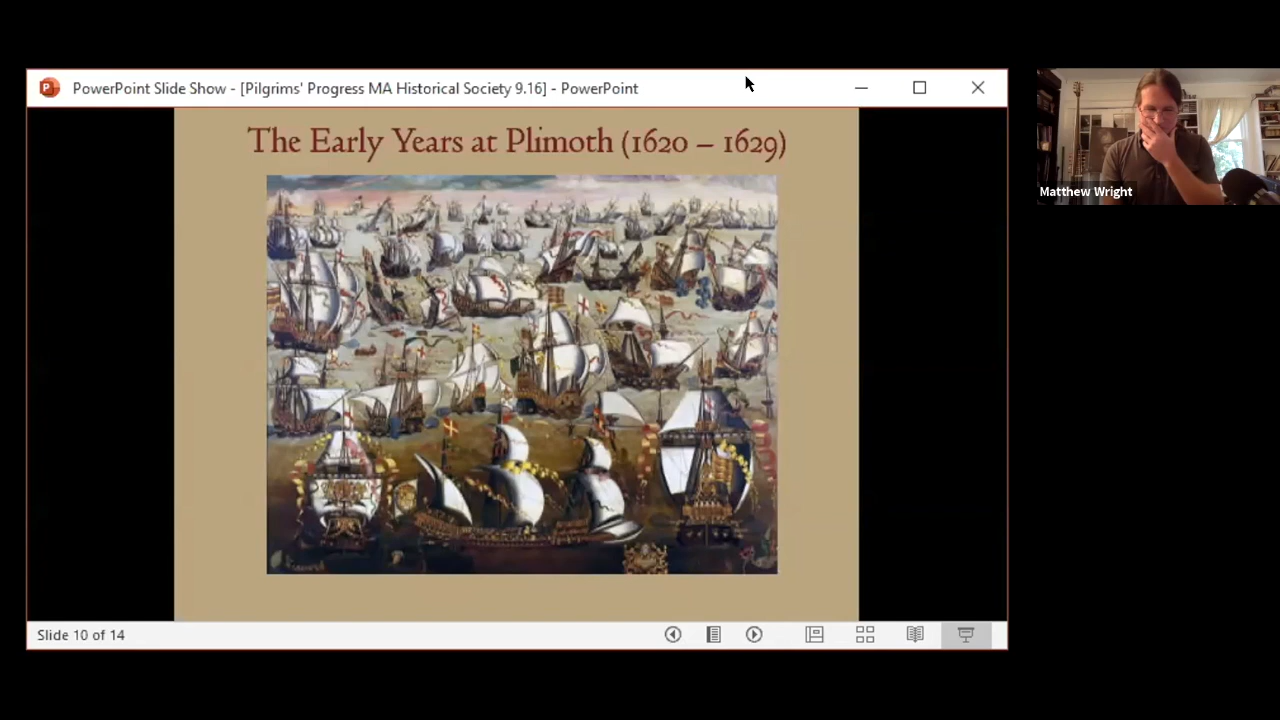 PowerPoint Slide Show - [Pilgrims' Progress MA Historical Society 9.16] - PowerPoint
The Early Years at Plimoth (1620 – 1629)
Matthew Wright
Slide 10 of 14